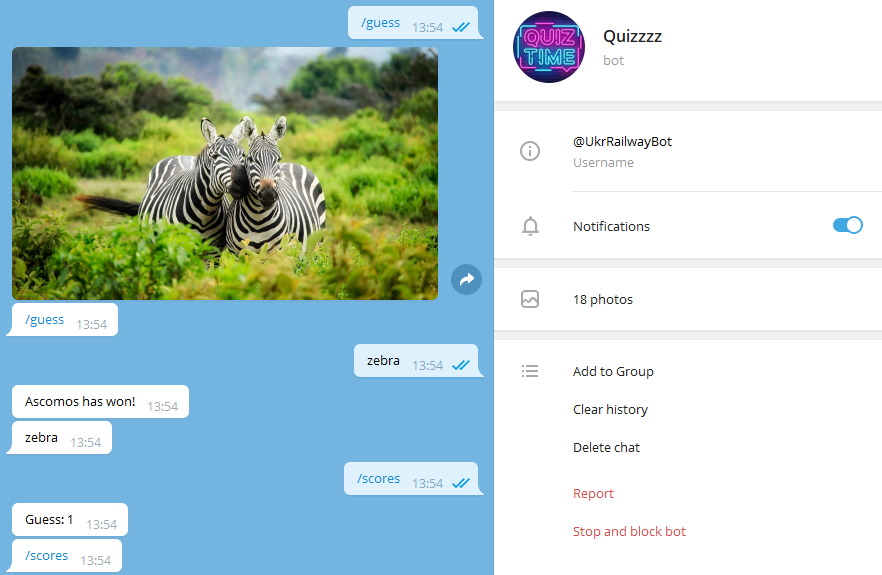 /guess 13:54
/guess 13:54
zebra 13:54
Ascomos has won! 13:54
zebra 13:54
/scores 13:54
Guess: 1 13:54
/scores 13:54
QUIZ
TIME
Quizzzz
bot
@UkrRailwayBot
Username
Notifications
18 photos
Add to Group
Clear history
Delete chat
Report
Stop and block bot